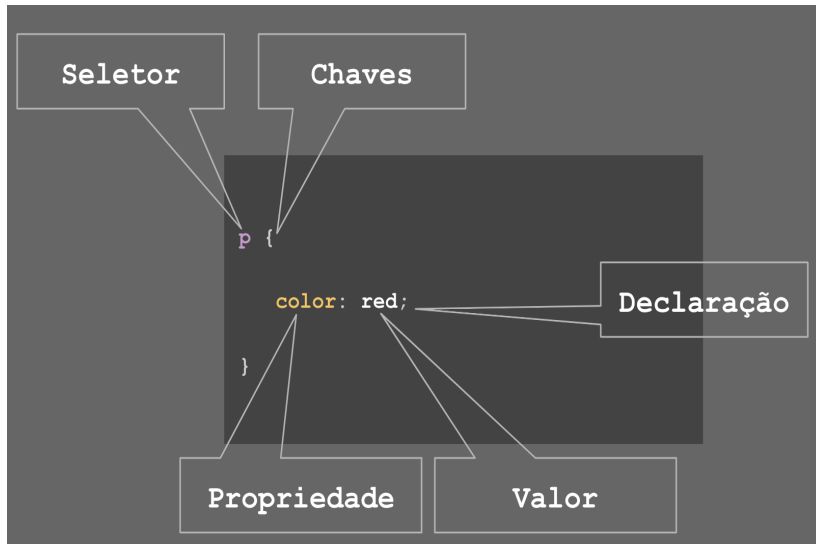 Seletor
Chaves
p {
color: red;
Declaração
}
Propriedade
Valor